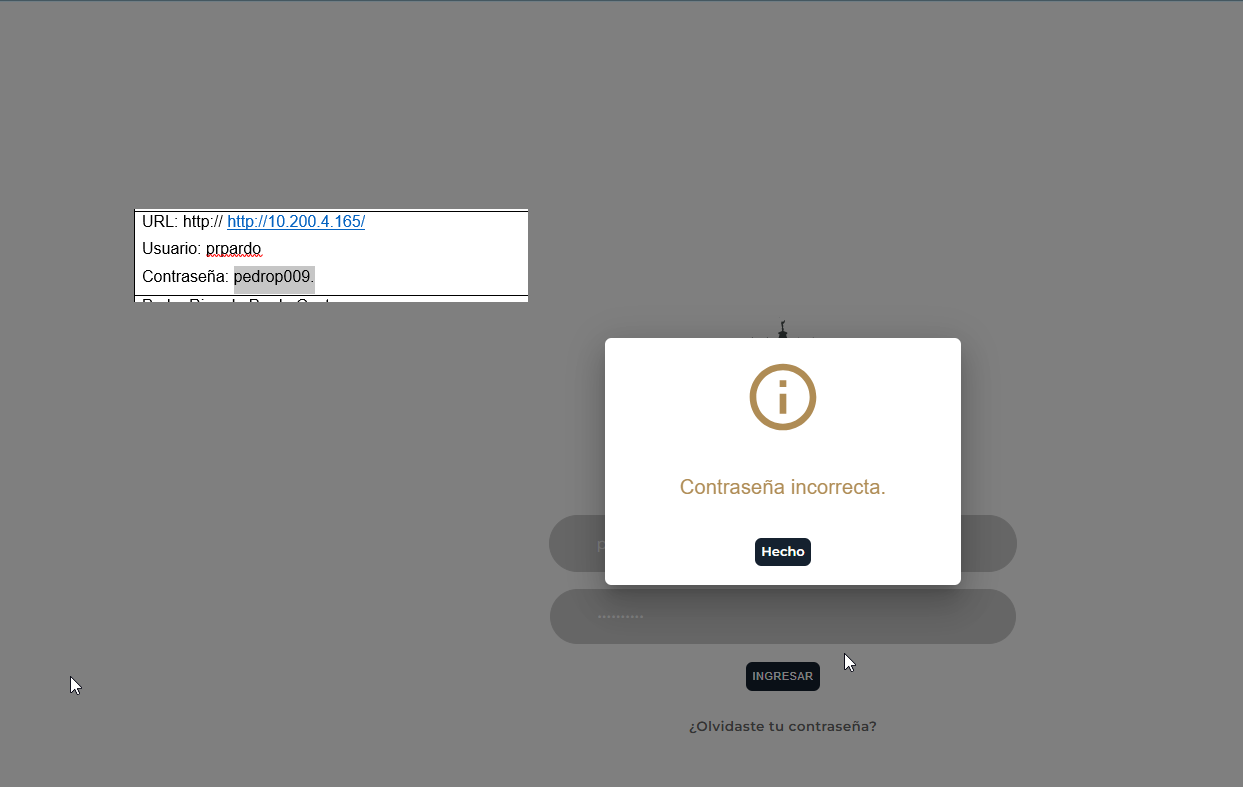 URL: http:// http://10.200.4.165/
Usuario: prpardo
Contraseña: pedrop009.
Contraseña incorrecta.
Hecho
INGRESAR
¿Olvidaste tu contraseña?